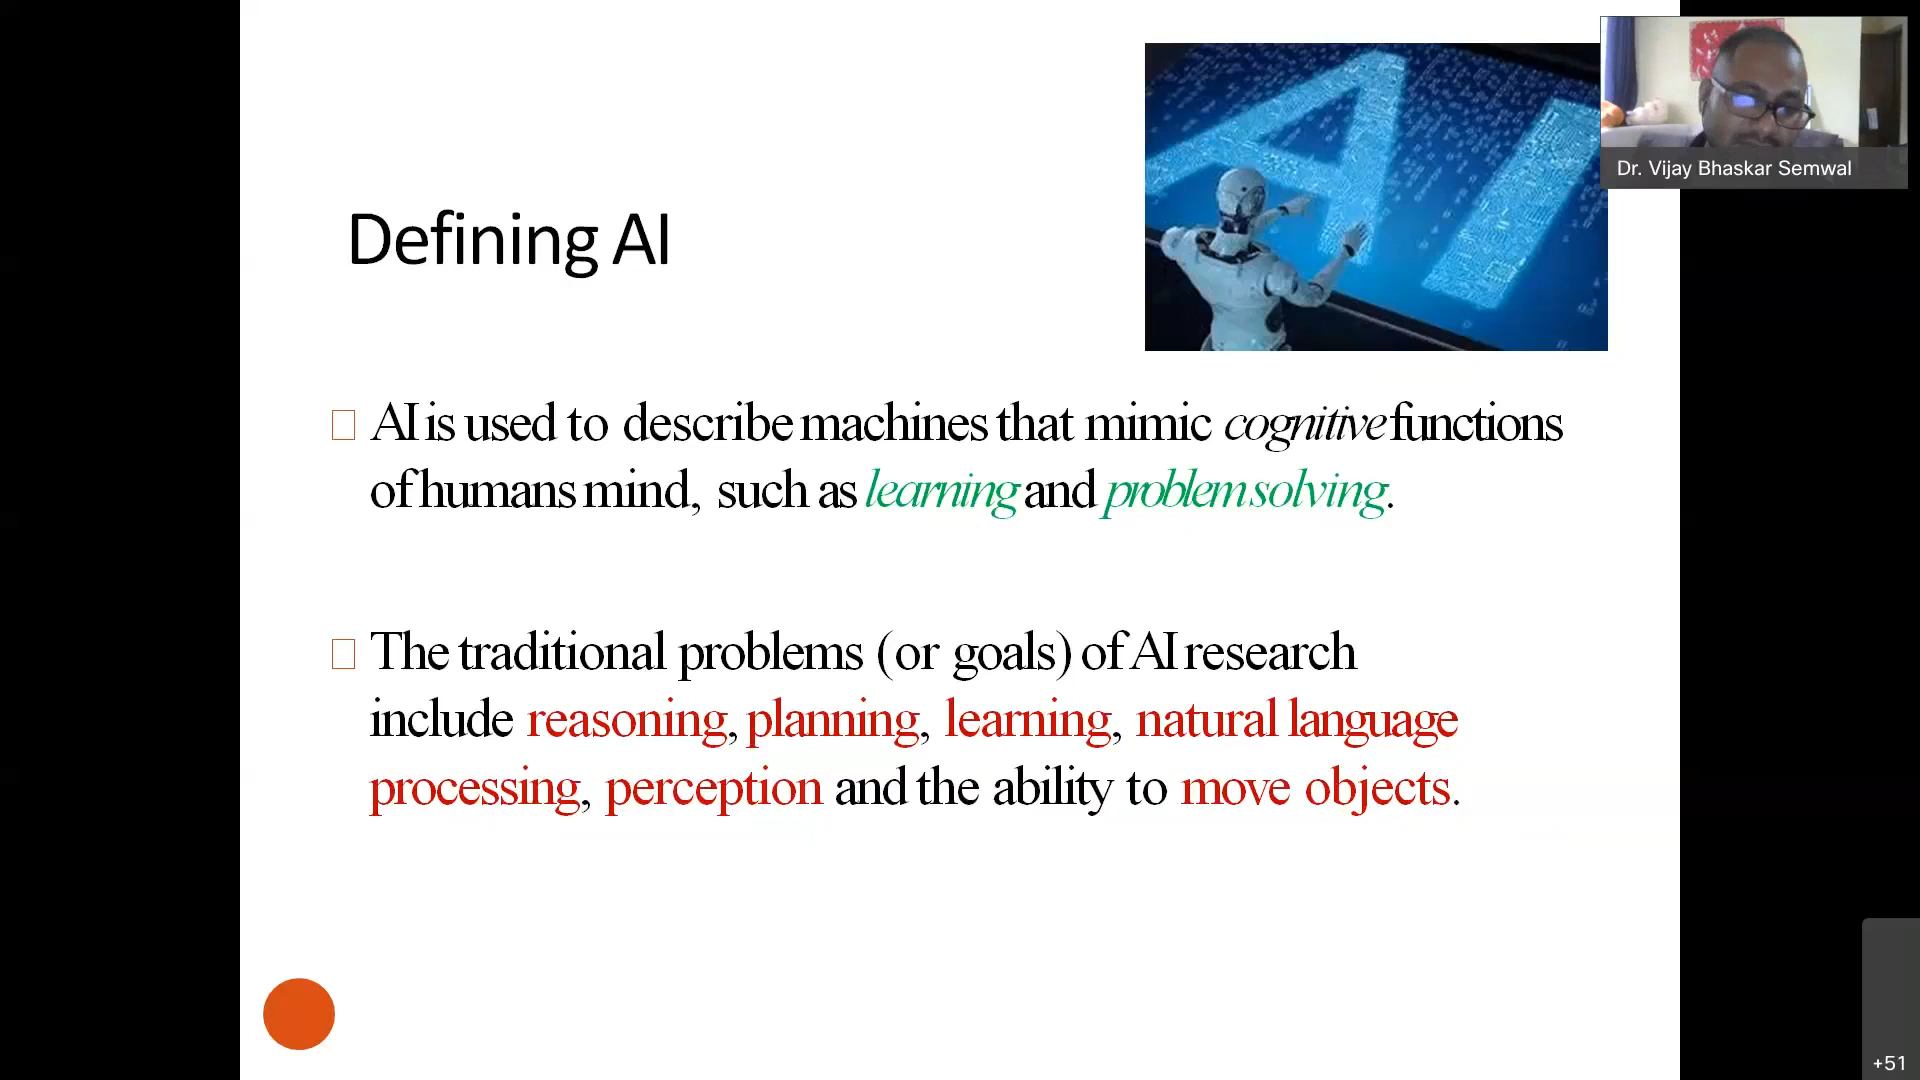 Dr. Vijay Bhaskar Semwal
AI
Defining AI
AI is used to describe machines that mimic cognitive functions
of humans mind, such as learning and problem solving.
The traditional problems (or goals) of AI research
include reasoning, planning, learning, natural language
processing, perception and the ability to move objects.
+51